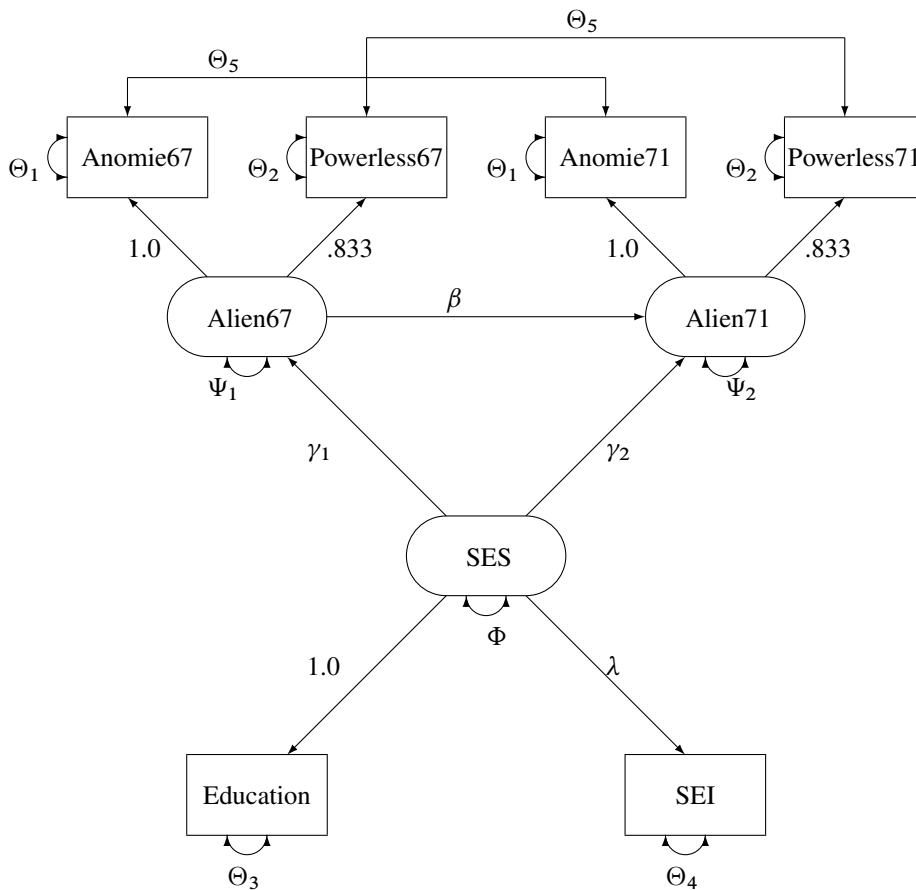 Θ5
Θ5
Anomie67
Powerless67
Anomie71
Powerless71
Θ1
Θ2
Θ1
Θ2
1.0
.833
1.0
.833
Alien67
β
Alien71
Ψ1
Ψ2
γ1
γ2
SES
Φ
1.0
λ
Education
SEI
Θ3
Θ4